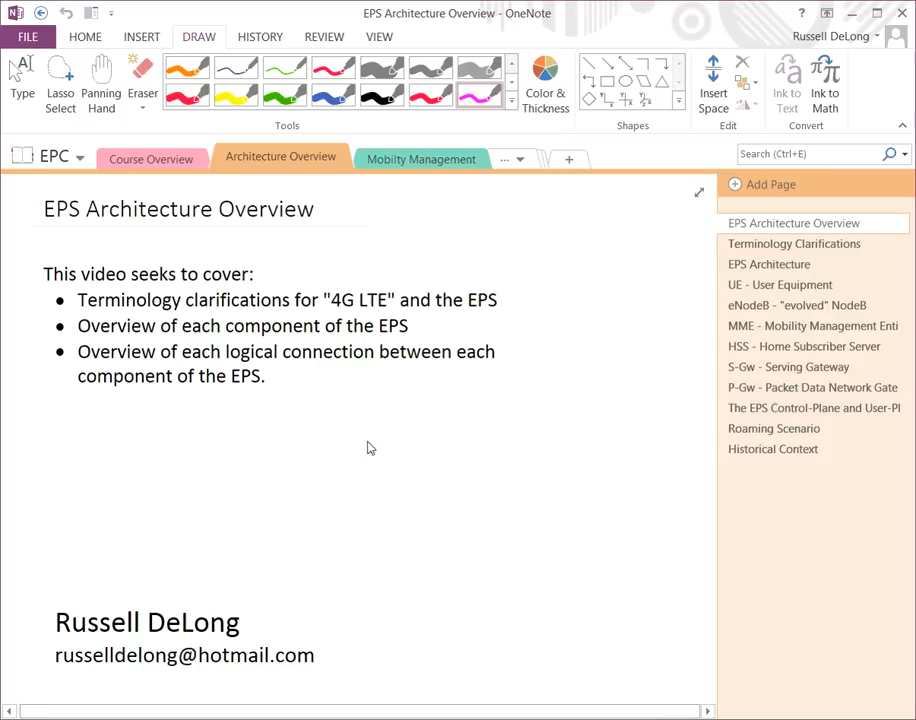 EPS Architecture Overview - OneNote
?
FILE HOME INSERT DRAW HISTORY REVIEW VIEW
Russell DeLong
Type
Lasso Select
Panning Hand
Eraser
Color & Thickness
Insert Space
Ink to Text
Ink to Math
Tools
Shapes
Edit
Convert
EPC
Course Overview
Architecture Overview
Mobilty Management
...
+
Search (Ctrl+E)
Add Page
EPS Architecture Overview
This video seeks to cover:
• Terminology clarifications for "4G LTE" and the EPS
• Overview of each component of the EPS
• Overview of each logical connection between each
component of the EPS.
Russell DeLong
russelldelong@hotmail.com
EPS Architecture Overview
Terminology Clarifications
EPS Architecture
UE - User Equipment
eNodeB - "evolved" NodeB
MME - Mobility Management Enti
HSS - Home Subscriber Server
S-Gw - Serving Gateway
P-Gw - Packet Data Network Gate
The EPS Control-Plane and User-Pl
Roaming Scenario
Historical Context